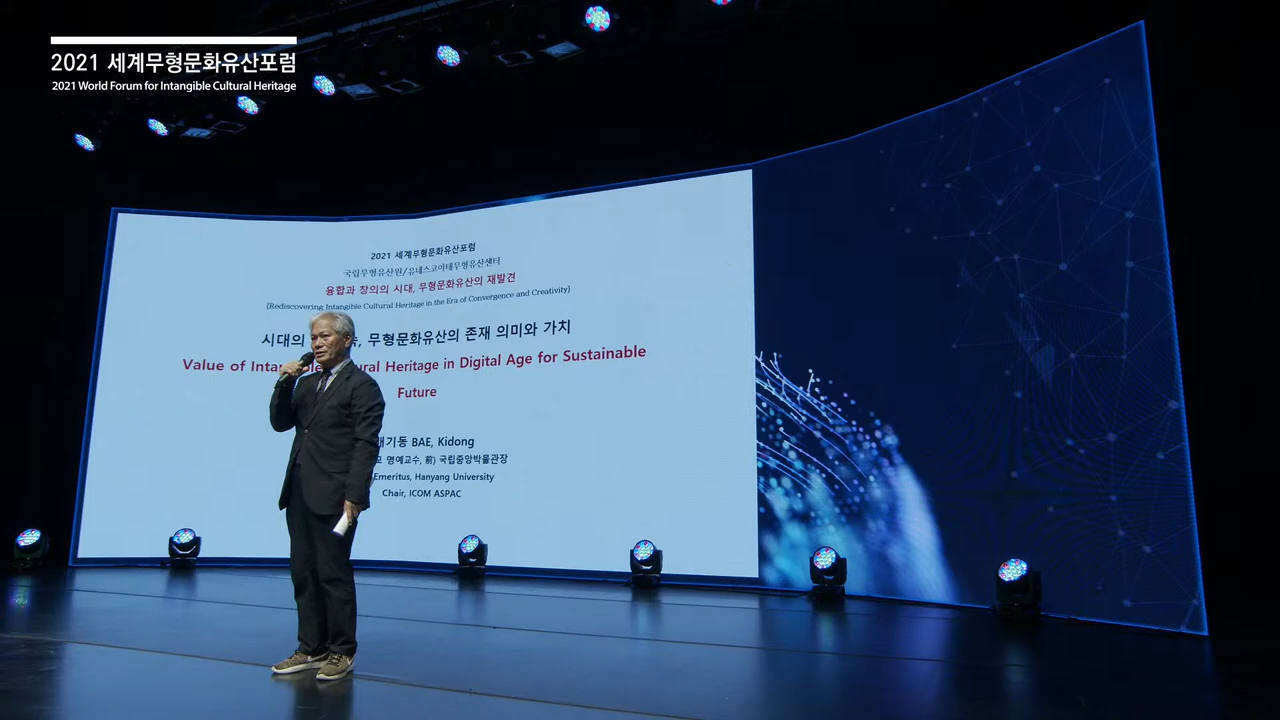 2021 세계무형문화유산포럼
2021 World Forum for Intangible Cultural Heritage
2021 세계무형문화유산포럼
국립무형유산원/유네스코아태무형유산센터
융합과 창의의 시대, 무형문화유산의 재발견
(Rediscovering Intangible Cultural Heritage in the Era of Convergence and Creativity)
시대의 무형문화유산의 존재 의미와 가치
Value of Heritage in Digital Age for Sustainable
Future
배기동 BAE, Kidong
명예교수, 前) 국립중앙박물관장
Emeritus, Hanyang University
Chair, ICOM ASPAC